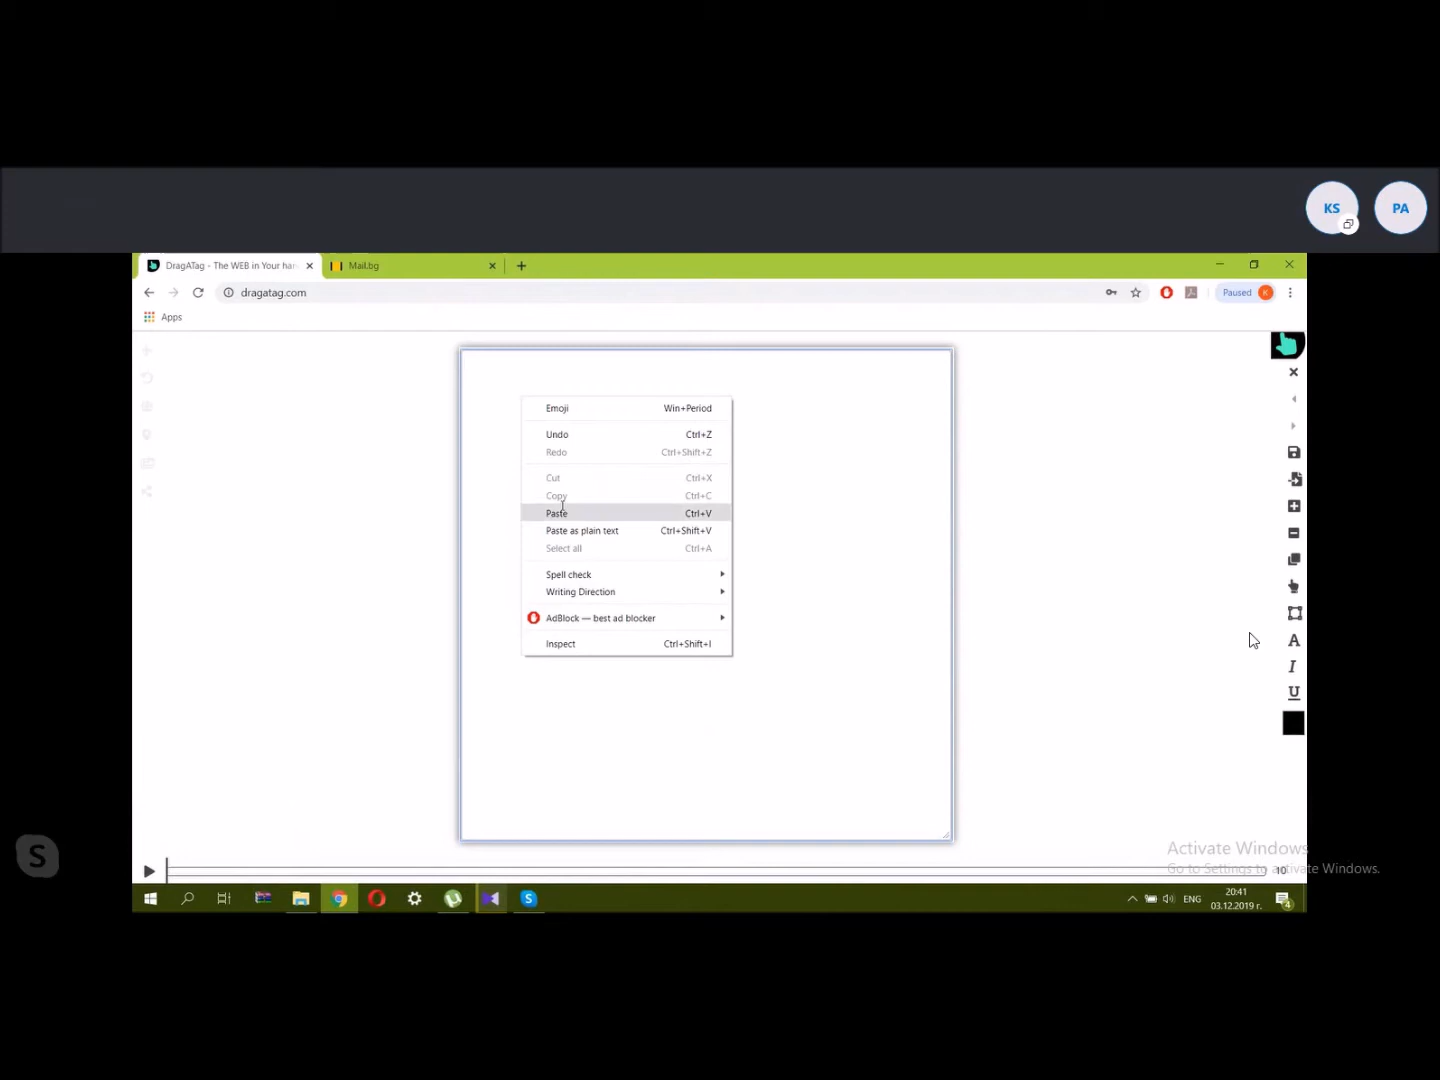 KS
PA
DragATag - The WEB in Your han
Mail.bg
dragatag.com
Paused
K
Apps
Emoji Win+Period
Undo Ctrl+Z
Redo Ctrl+Shift+Z
Cut Ctrl+X
Copy Ctrl+C
Paste Ctrl+V
Paste as plain text Ctrl+Shift+V
Select all Ctrl+A
Spell check
Writing Direction
AdBlock — best ad blocker
Inspect Ctrl+Shift+I
A
I
U
S
Activate Windows
Go to Settings to activate Windows.
10
ENG
20:41
03.12.2019 г.
4